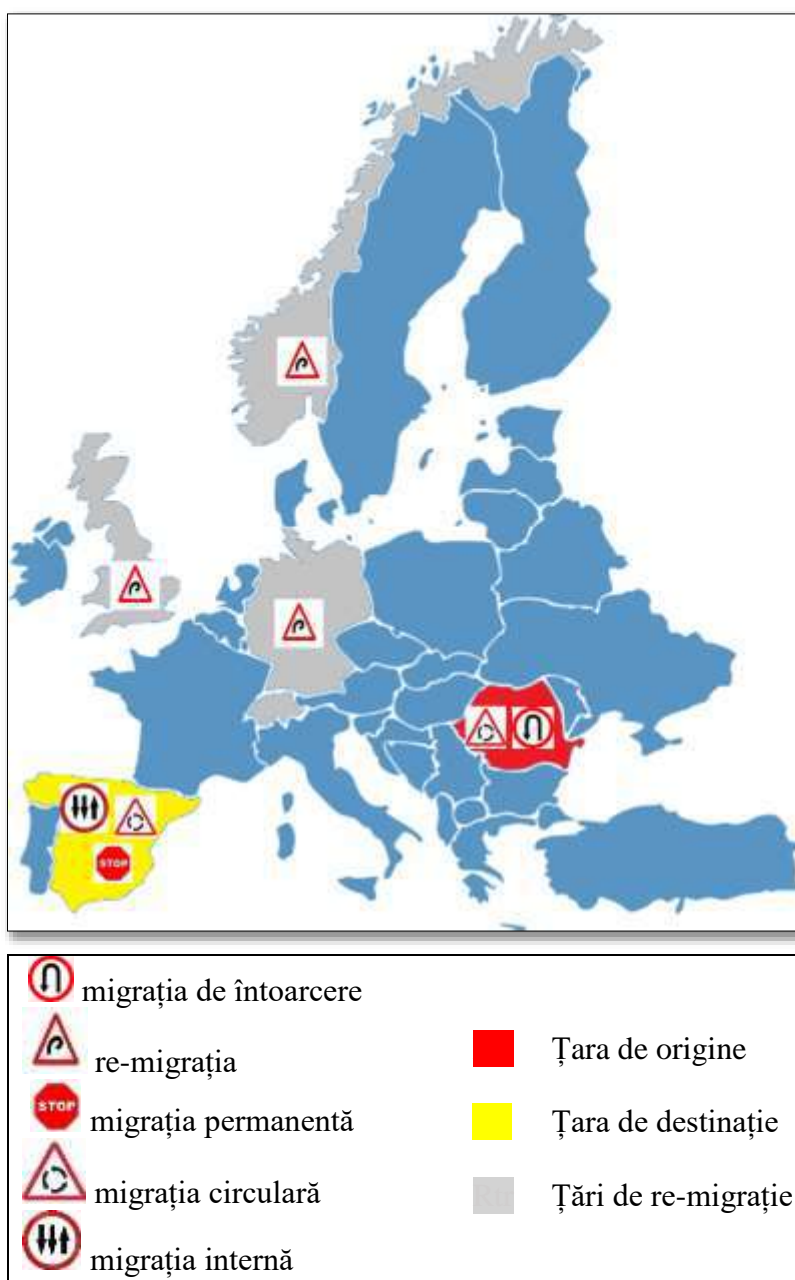 STOP
migrația de întoarcere
re-migrația
STOP
migrația permanentă
migrația circulară
migrația internă
Țara de origine
Țara de destinație
Țări de re-migrație